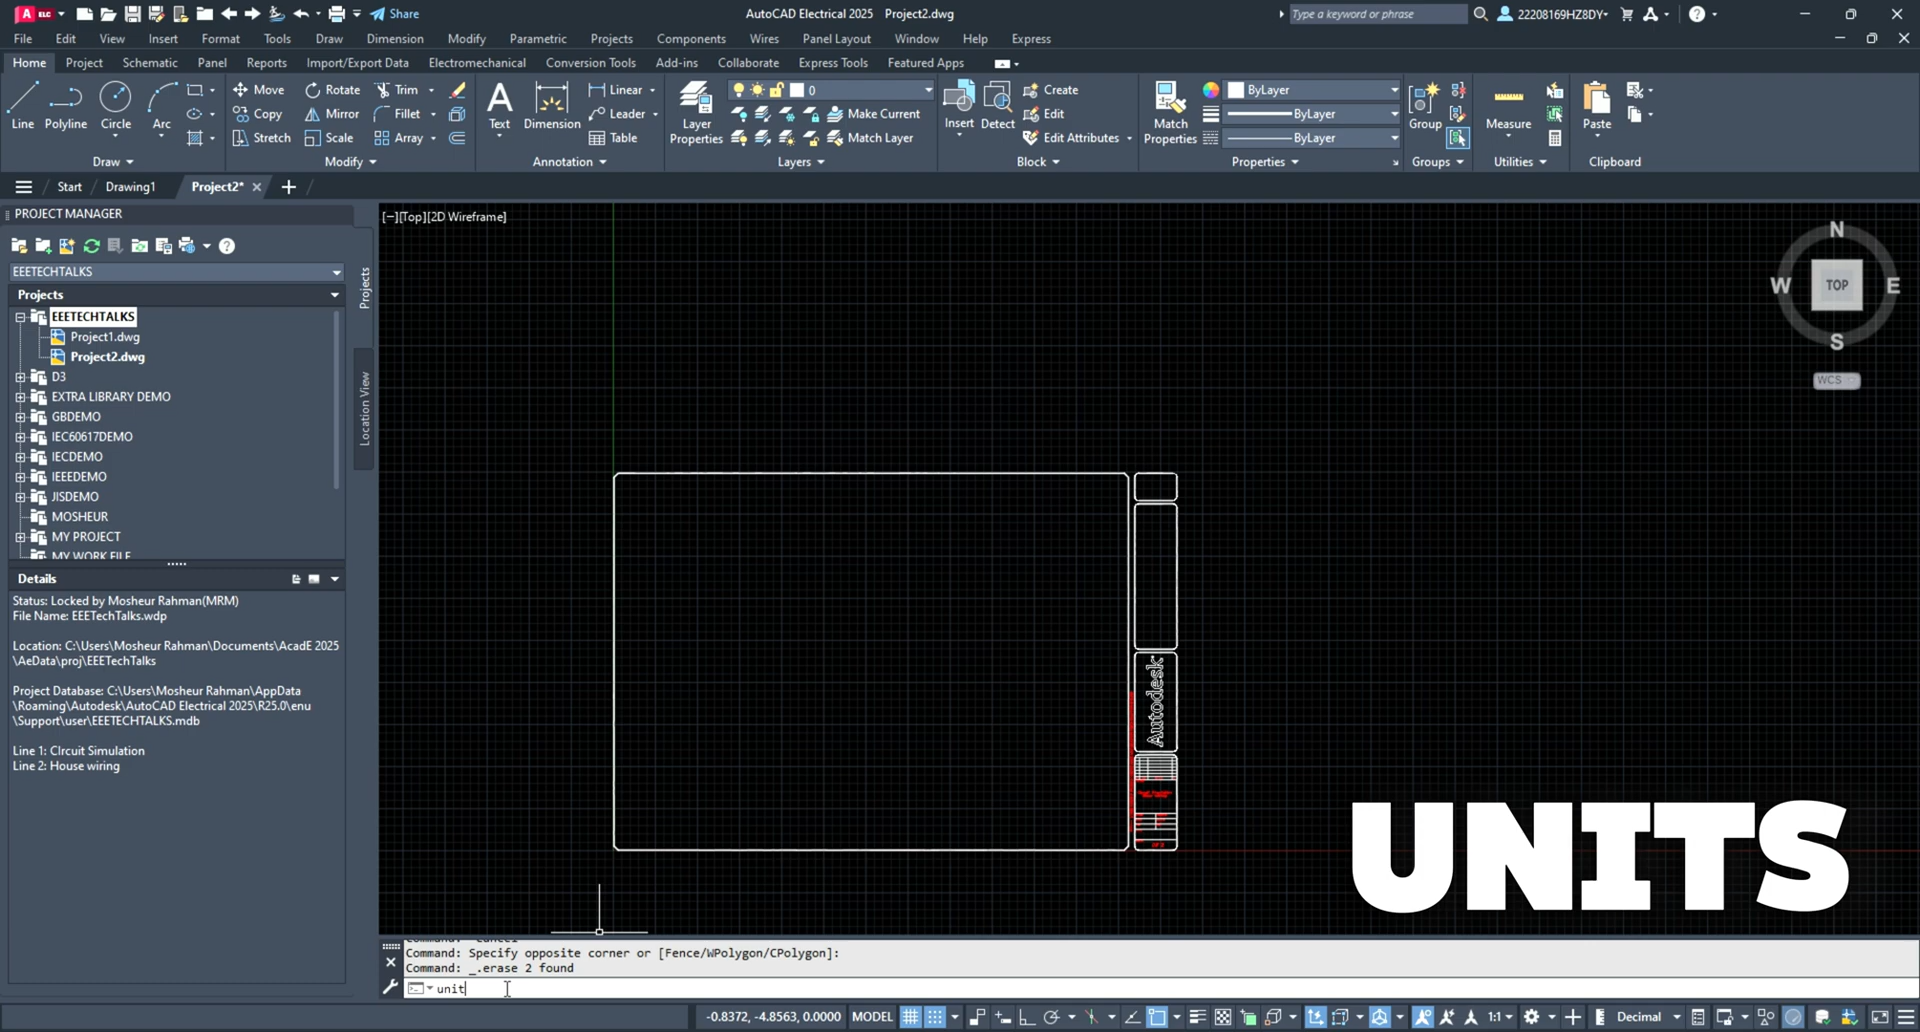 A ELC
Share
AutoCAD Electrical 2025 Project2.dwg
Type a keyword or phrase
22208169HZ8DY
File Edit View Insert Format Tools Draw Dimension Modify Parametric Projects Components Wires Panel Layout Window Help Express
Home Project Schematic Panel Reports Import/Export Data Electromechanical Conversion Tools Add-ins Collaborate Express Tools Featured Apps
Line Polyline Circle Arc
Move Rotate Trim
Copy Mirror Fillet
Stretch Scale Array
Text Dimension
Linear
Leader
Table
Layer Properties
0
Make Current
Match Layer
Insert Detect
Create
Edit
Edit Attributes
Match Properties
ByLayer
ByLayer
ByLayer
Group
Measure
Paste
Draw Modify Annotation Layers Block Properties Groups Utilities Clipboard
Start Drawing1 Project2*
PROJECT MANAGER
EEETECHTALKS
Projects
EEETECHTALKS
Project1.dwg
Project2.dwg
D3
EXTRA LIBRARY DEMO
GBDEMO
IEC60617DEMO
IECDEMO
IEEEDEMO
JISDEMO
MOSHEUR
MY PROJECT
MY WORK FILE
Projects
Location View
Details
Status: Locked by Mosheur Rahman(MRM)
File Name: EEETechTalks.wdp
Location: C:\Users\Mosheur Rahman\Documents\AcadE 2025
\AeData\proj\EEETechTalks
Project Database: C:\Users\Mosheur Rahman\AppData
\Roaming\Autodesk\AutoCAD Electrical 2025\R25.0\enu
\Support\user\EEETECHTALKS.mdb
Line 1: CIrcuit Simulation
Line 2: House wiring
[−][Top][2D Wireframe]
N
W TOP E
S
WCS
Autodesk
UNITS
Command: Specify opposite corner or [Fence/WPolygon/CPolygon]:
Command: _.erase 2 found
unit
-0.8372, -4.8563, 0.0000 MODEL 1:1 Decimal